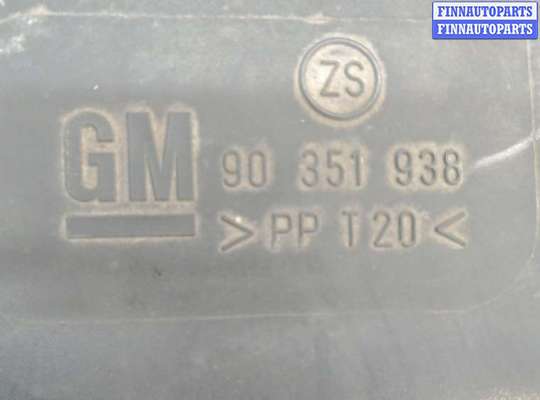 FINNAUTOPARTS
FINNAUTOPARTS
ZS
GM 90 351 938
>PP T20<